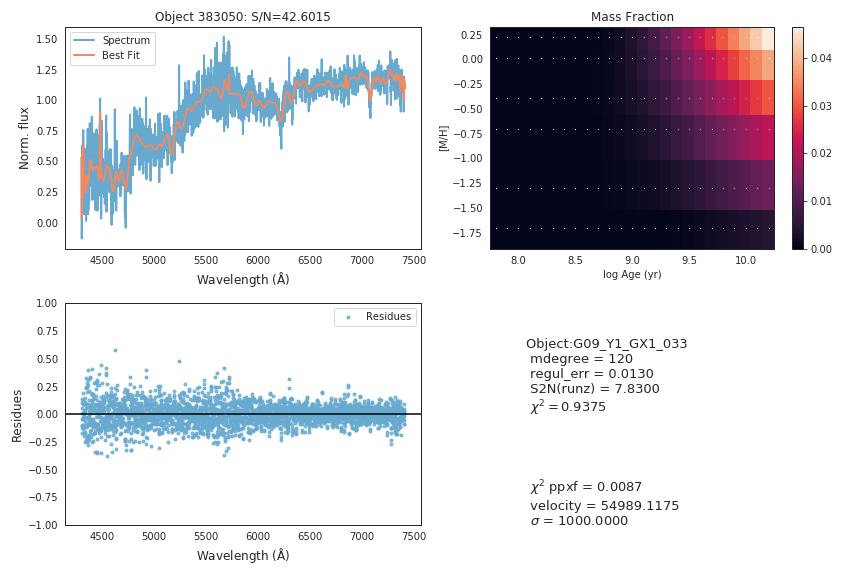 Object 383050: S/N=42.6015
Norm. flux
1.50
1.25
1.00
0.75
0.50
0.25
0.00
Spectrum
Best Fit
4500 5000 5500 6000 6500 7000 7500
Wavelength (Å)
Mass Fraction
[M/H]
0.25
0.00
−0.25
−0.50
−0.75
−1.00
−1.25
−1.50
−1.75
8.0 8.5 9.0 9.5 10.0
log Age (yr)
0.04
0.03
0.02
0.01
0.00
Residues
1.00
0.75
0.50
0.25
0.00
−0.25
−0.50
−0.75
−1.00
Residues
4500 5000 5500 6000 6500 7000 7500
Wavelength (Å)
Object:G09_Y1_GX1_033
mdegree = 120
regul_err = 0.0130
S2N(runz) = 7.8300
χ² = 0.9375
χ² ppxf = 0.0087
velocity = 54989.1175
σ = 1000.0000